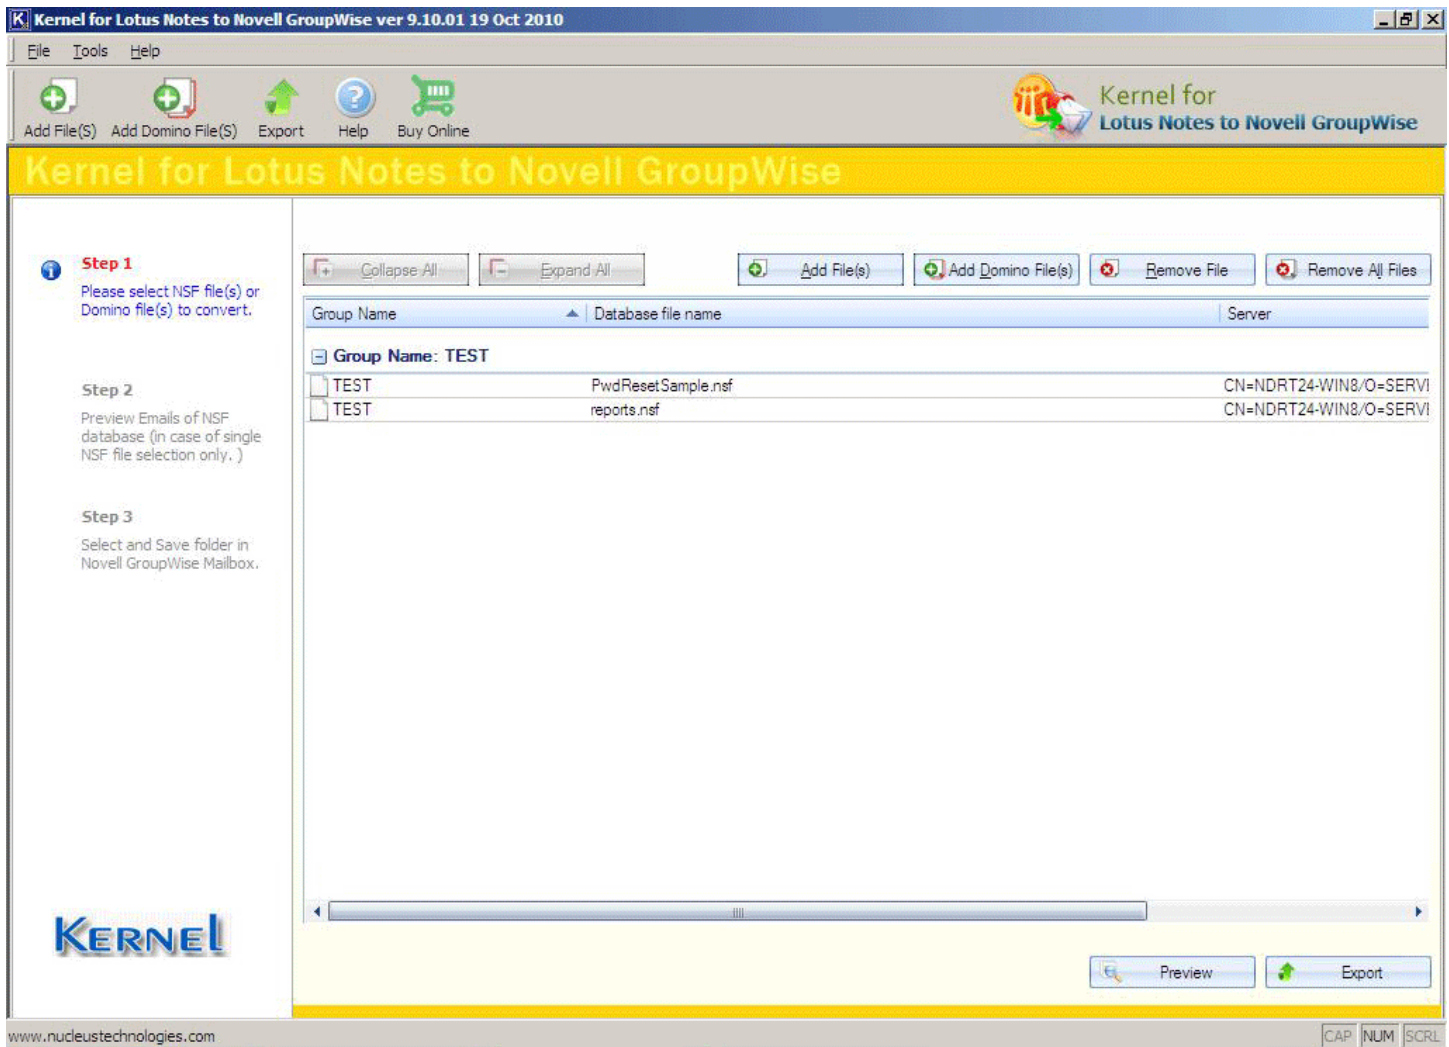 Kernel for Lotus Notes to Novell GroupWise ver 9.10.01 19 Oct 2010
File Tools Help
Add File(S) Add Domino File(S) Export Help Buy Online
Kernel for
Lotus Notes to Novell GroupWise
Kernel for Lotus Notes to Novell GroupWise
Step 1
Please select NSF file(s) or
Domino file(s) to convert.
Step 2
Preview Emails of NSF
database (in case of single
NSF file selection only. )
Step 3
Select and Save folder in
Novell GroupWise Mailbox.
KERNEl
Collapse All Expand All Add File(s) Add Domino File(s) Remove File Remove All Files
Group Name Database file name Server
Group Name: TEST
TEST PwdResetSample.nsf CN=NDRT24-WIN8/O=SERVE
TEST reports.nsf CN=NDRT24-WIN8/O=SERVE
Preview Export
www.nucleustechnologies.com CAP NUM SCRL